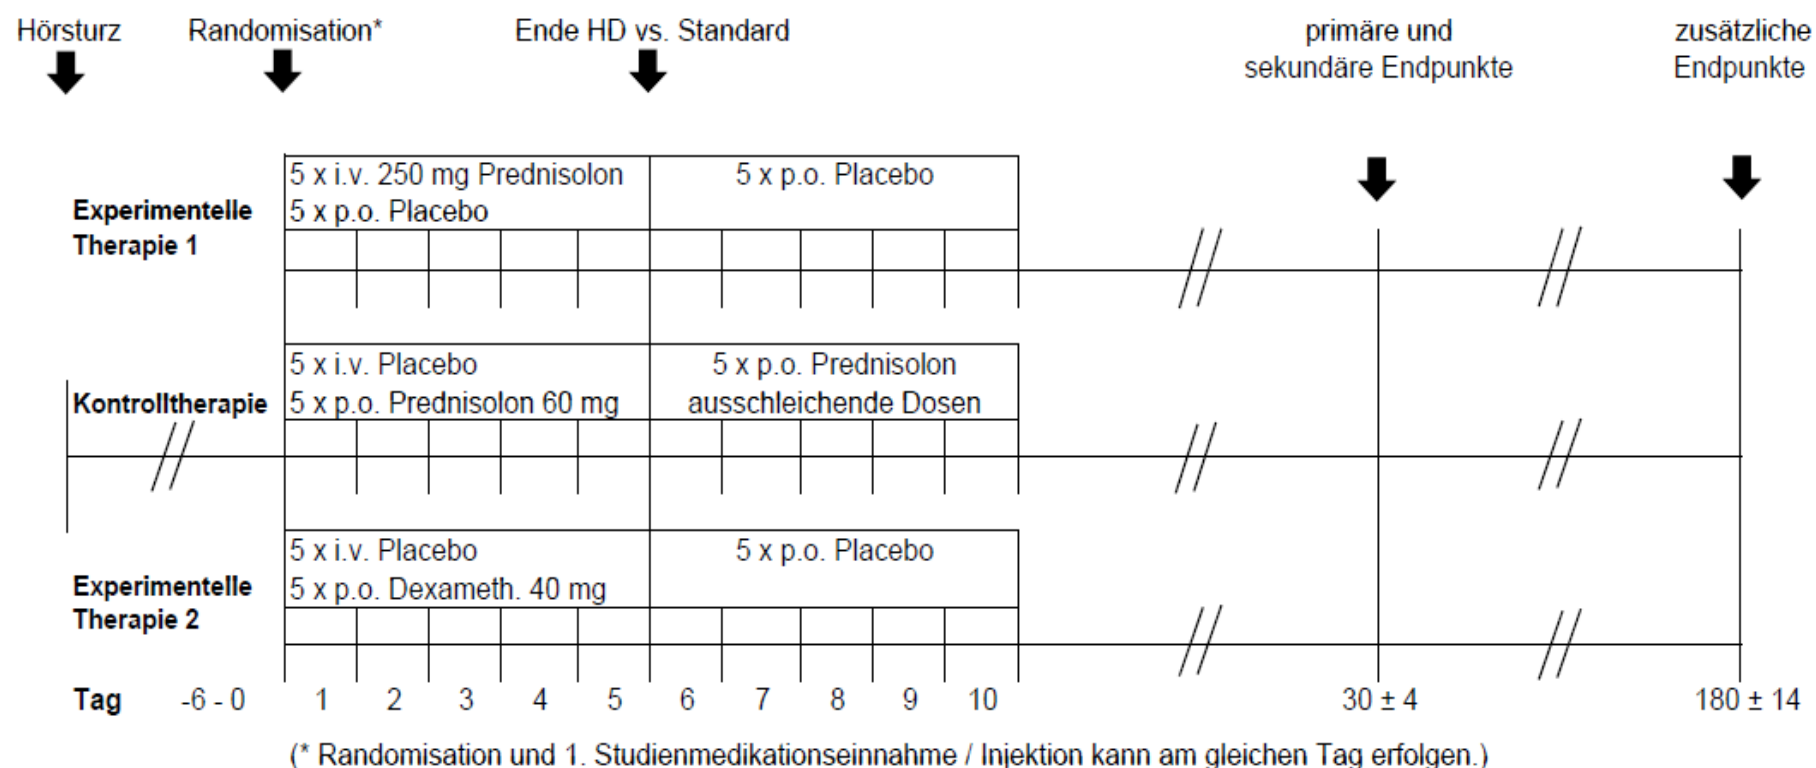 Hörsturz
Randomisation*
Ende HD vs. Standard
primäre und
sekundäre Endpunkte
zusätzliche
Endpunkte
Experimentelle
Therapie 1
5 x i.v. 250 mg Prednisolon
5 x p.o. Placebo
5 x p.o. Placebo
Kontrolltherapie
5 x i.v. Placebo
5 x p.o. Prednisolon 60 mg
5 x p.o. Prednisolon
ausschleichende Dosen
Experimentelle
Therapie 2
5 x i.v. Placebo
5 x p.o. Dexameth. 40 mg
5 x p.o. Placebo
Tag -6 - 0 1 2 3 4 5 6 7 8 9 10 30 ± 4 180 ± 14
(* Randomisation und 1. Studienmedikationseinnahme / Injektion kann am gleichen Tag erfolgen.)